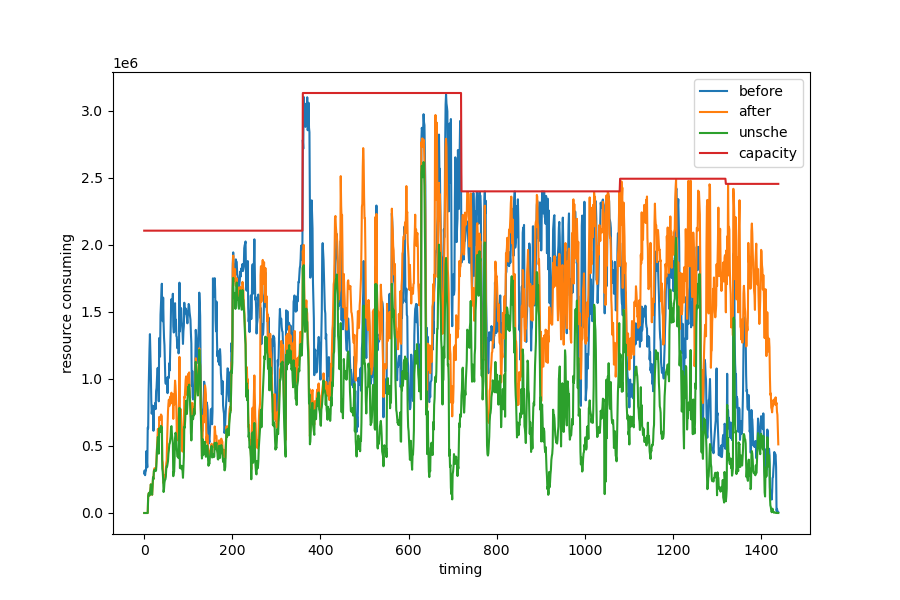 1e6
3.0
2.5
2.0
1.5
1.0
0.5
0.0
resource consuming
before
after
unsche
capacity
0 200 400 600 800 1000 1200 1400
timing